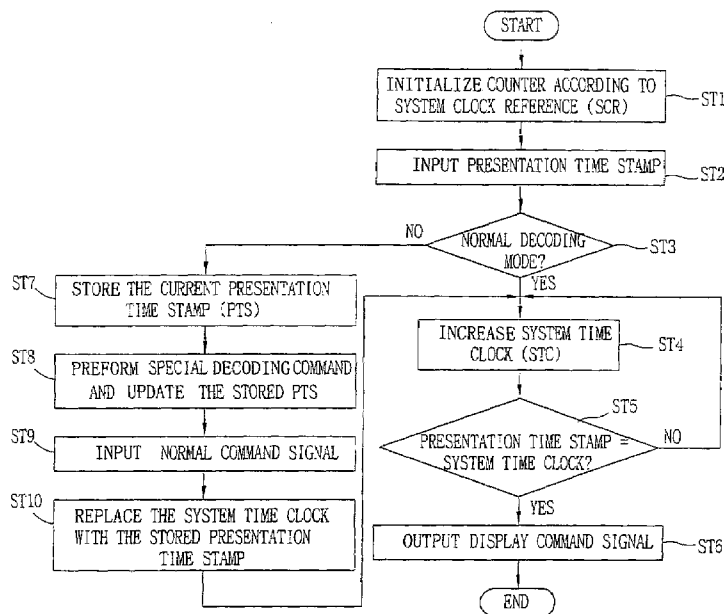 START
INITIALIZE COUNTER ACCORDING TO
SYSTEM CLOCK REFERENCE (SCR)
ST1
INPUT PRESENTATION TIME STAMP
ST2
NORMAL DECODING
MODE?
ST3
NO
YES
ST7
STORE THE CURRENT PRESENTATION
TIME STAMP (PTS)
ST8
PREFORM SPECIAL DECODING COMMAND
AND UPDATE THE STORED PTS
ST9
INPUT NORMAL COMMAND SIGNAL
ST10
REPLACE THE SYSTEM TIME CLOCK
WITH THE STORED PRESENTATION
TIME STAMP
INCREASE SYSTEM TIME
CLOCK (STC)
ST4
ST5
PRESENTATION TIME STAMP =
SYSTEM TIME CLOCK?
NO
YES
OUTPUT DISPLAY COMMAND SIGNAL
ST6
END